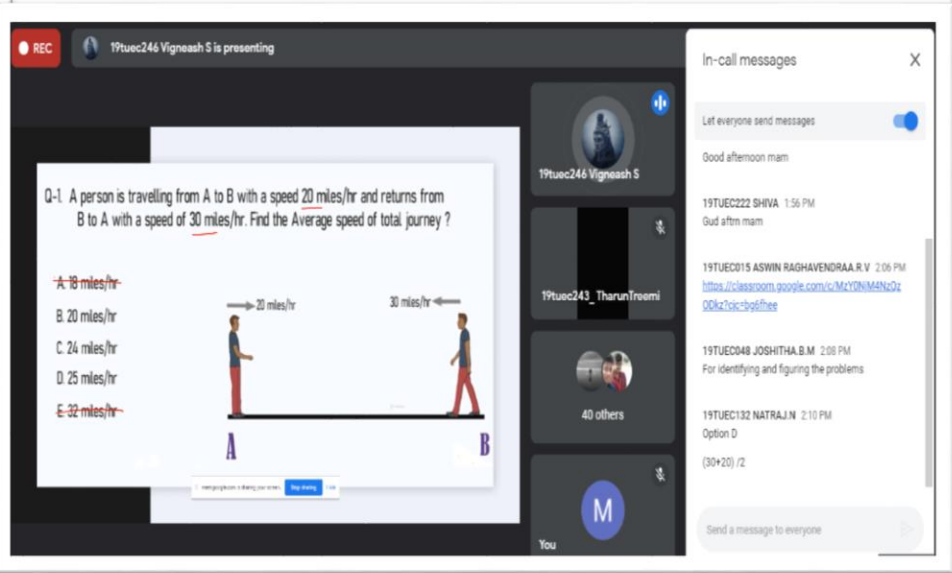 REC
19tuec246 Vigneash S is presenting
Q-1. A person is travelling from A to B with a speed 20 miles/hr and returns from
B to A with a speed of 30 miles/hr. Find the Average speed of total journey ?
A. 18 miles/hr
B. 20 miles/hr
C. 24 miles/hr
D. 25 miles/hr
E. 32 miles/hr
20 miles/hr
30 miles/hr
A
B
Stop sharing
19tuec246 Vigneash S
19tuec243_TharunTreemi
40 others
M
You
In-call messages
Let everyone send messages
Good afternoon mam
19TUEC222 SHIVA 1:56 PM
Gud aftrn mam
19TUEC015 ASWIN RAGHAVENDRAA.R.V 2:06 PM
https://classroom.google.com/c/MzY0NjM4NzOz
ODkz?cjc=bg6fhee
19TUEC048 JOSHITHA.B.M 2:08 PM
For identifying and figuring the problems
19TUEC132 NATRAJ.N 2:10 PM
Option D
(30+20) /2
Send a message to everyone